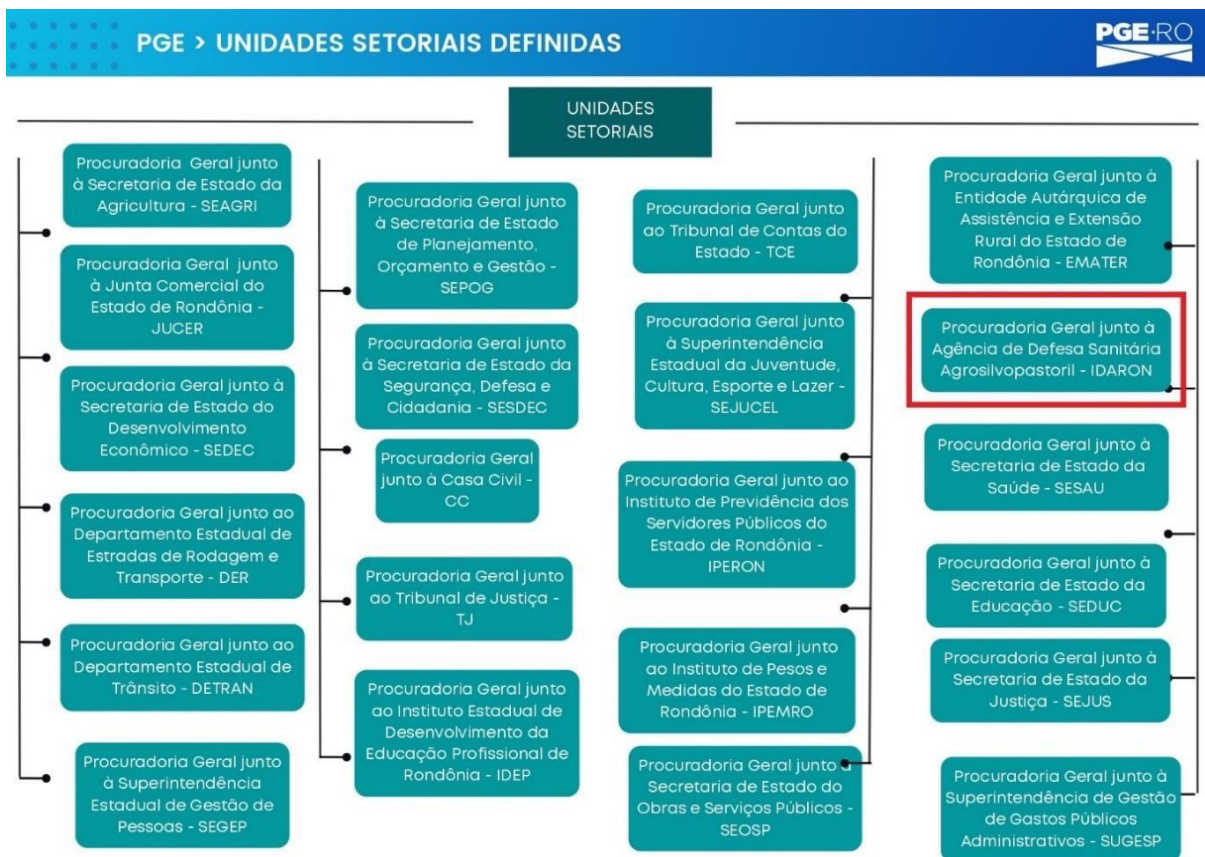 PGE > UNIDADES SETORIAIS DEFINIDAS
PGE·RO
UNIDADES
SETORIAIS
Procuradoria Geral junto
à Secretaria de Estado da
Agricultura - SEAGRI
Procuradoria Geral junto
à Junta Comercial do
Estado de Rondônia -
JUCER
Procuradoria Geral junto à
Secretaria de Estado do
Desenvolvimento
Econômico - SEDEC
Procuradoria Geral junto ao
Departamento Estadual de
Estradas de Rodagem e
Transporte - DER
Procuradoria Geral junto ao
Departamento Estadual de
Trânsito - DETRAN
Procuradoria Geral junto
à Superintendência
Estadual de Gestão de
Pessoas - SEGEP
Procuradoria Geral junto
à Secretaria de Estado
de Planejamento,
Orçamento e Gestão -
SEPOG
Procuradoria Geral junto
à Secretaria de Estado da
Segurança, Defesa e
Cidadania - SESDEC
Procuradoria Geral
junto à Casa Civil -
CC
Procuradoria Geral junto
ao Tribunal de Justiça -
TJ
Procuradoria Geral junto
ao Instituto Estadual de
Desenvolvimento da
Educação Profissional de
Rondônia - IDEP
Procuradoria Geral junto
ao Tribunal de Contas do
Estado - TCE
Procuradoria Geral junto
à Superintendência
Estadual da Juventude,
Cultura, Esporte e Lazer -
SEJUCEL
Procuradoria Geral junto ao
Instituto de Previdência dos
Servidores Públicos do
Estado de Rondônia -
IPERON
Procuradoria Geral junto
ao Instituto de Pesos e
Medidas do Estado de
Rondônia - IPEMRO
Procuradoria Geral junto à
Secretaria de Estado do
Obras e Serviços Públicos -
SEOSP
Procuradoria Geral junto à
Entidade Autárquica de
Assistência e Extensão
Rural do Estado de
Rondônia - EMATER
Procuradoria Geral junto à
Agência de Defesa Sanitária
Agrosilvopastoril - IDARON
Procuradoria Geral junto à
Secretaria de Estado da
Saúde - SESAU
Procuradoria Geral junto à
Secretaria de Estado da
Educação - SEDUC
Procuradoria Geral junto à
Secretaria de Estado da
Justiça - SEJUS
Procuradoria Geral junto à
Superintendência de Gestão
de Gastos Públicos
Administrativos - SUGESP